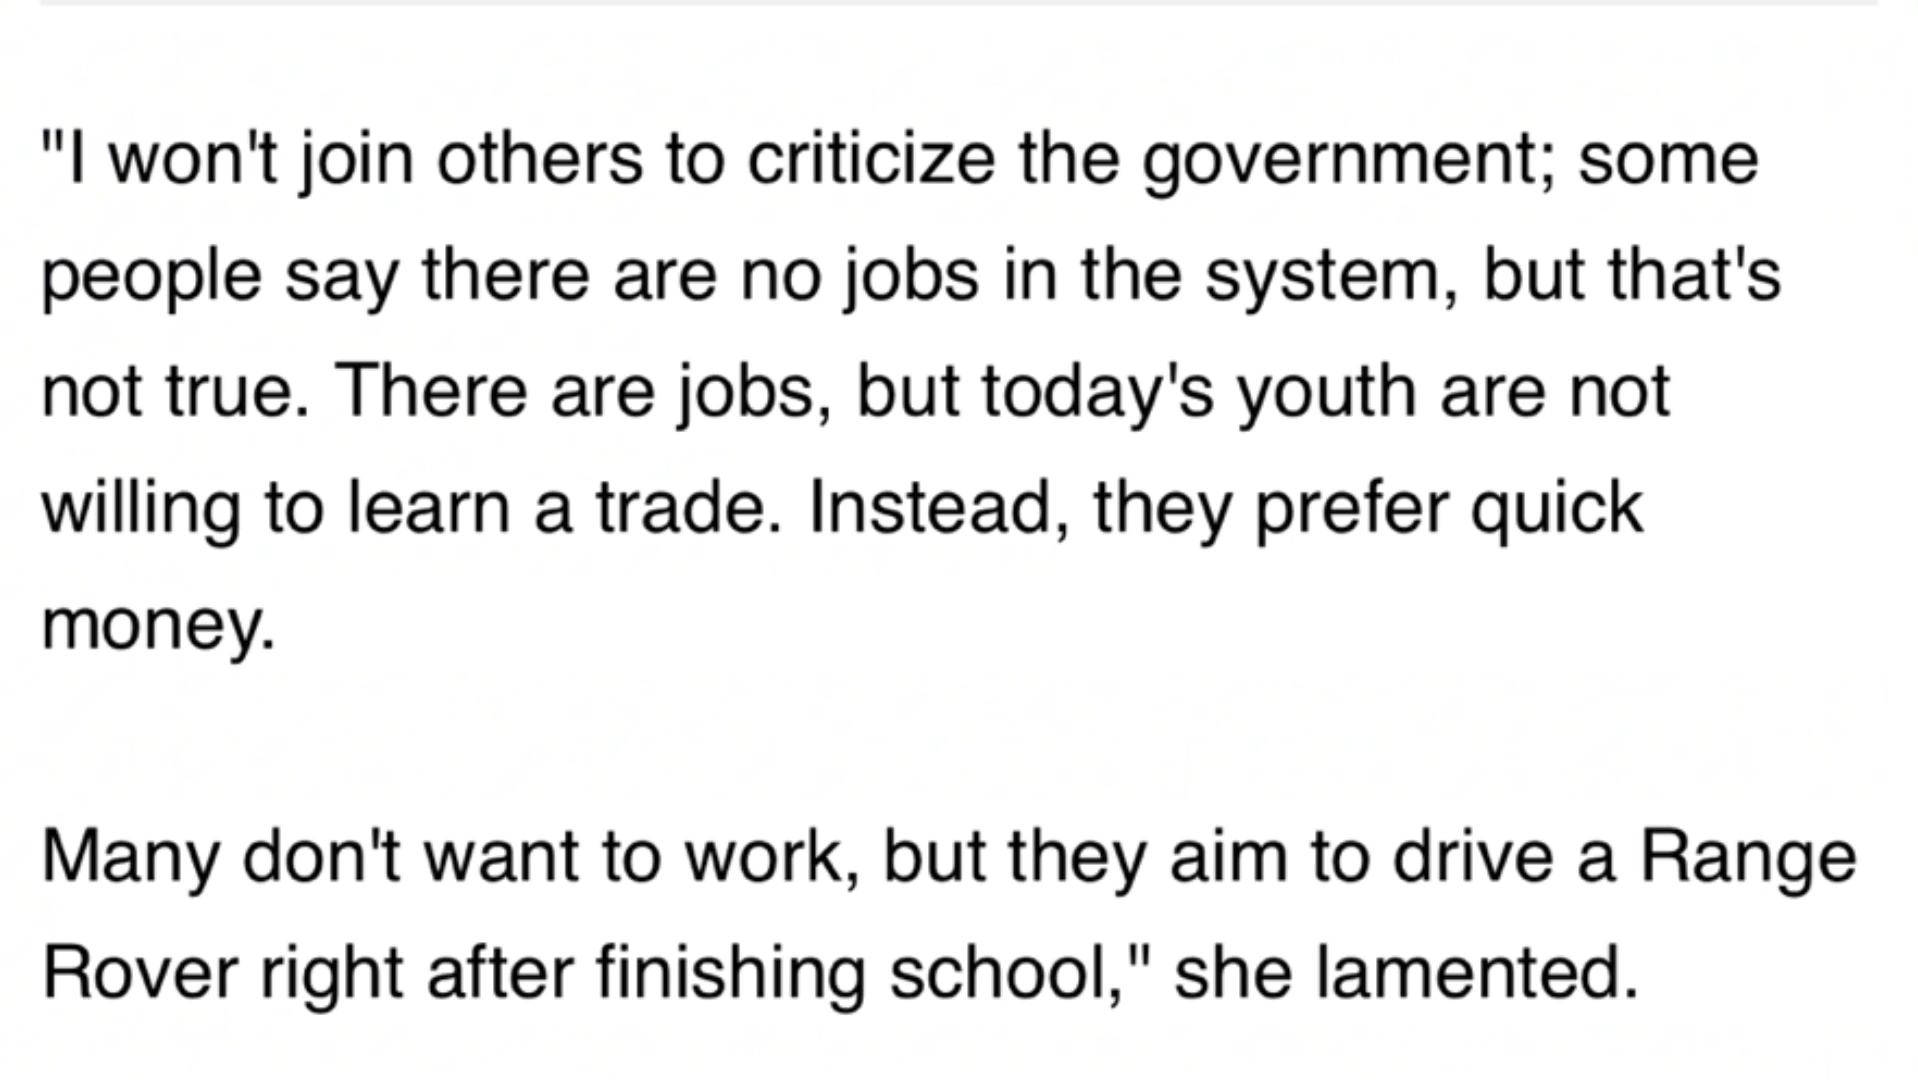 "I won't join others to criticize the government; some
people say there are no jobs in the system, but that's
not true. There are jobs, but today's youth are not
willing to learn a trade. Instead, they prefer quick
money.
Many don't want to work, but they aim to drive a Range
Rover right after finishing school," she lamented.